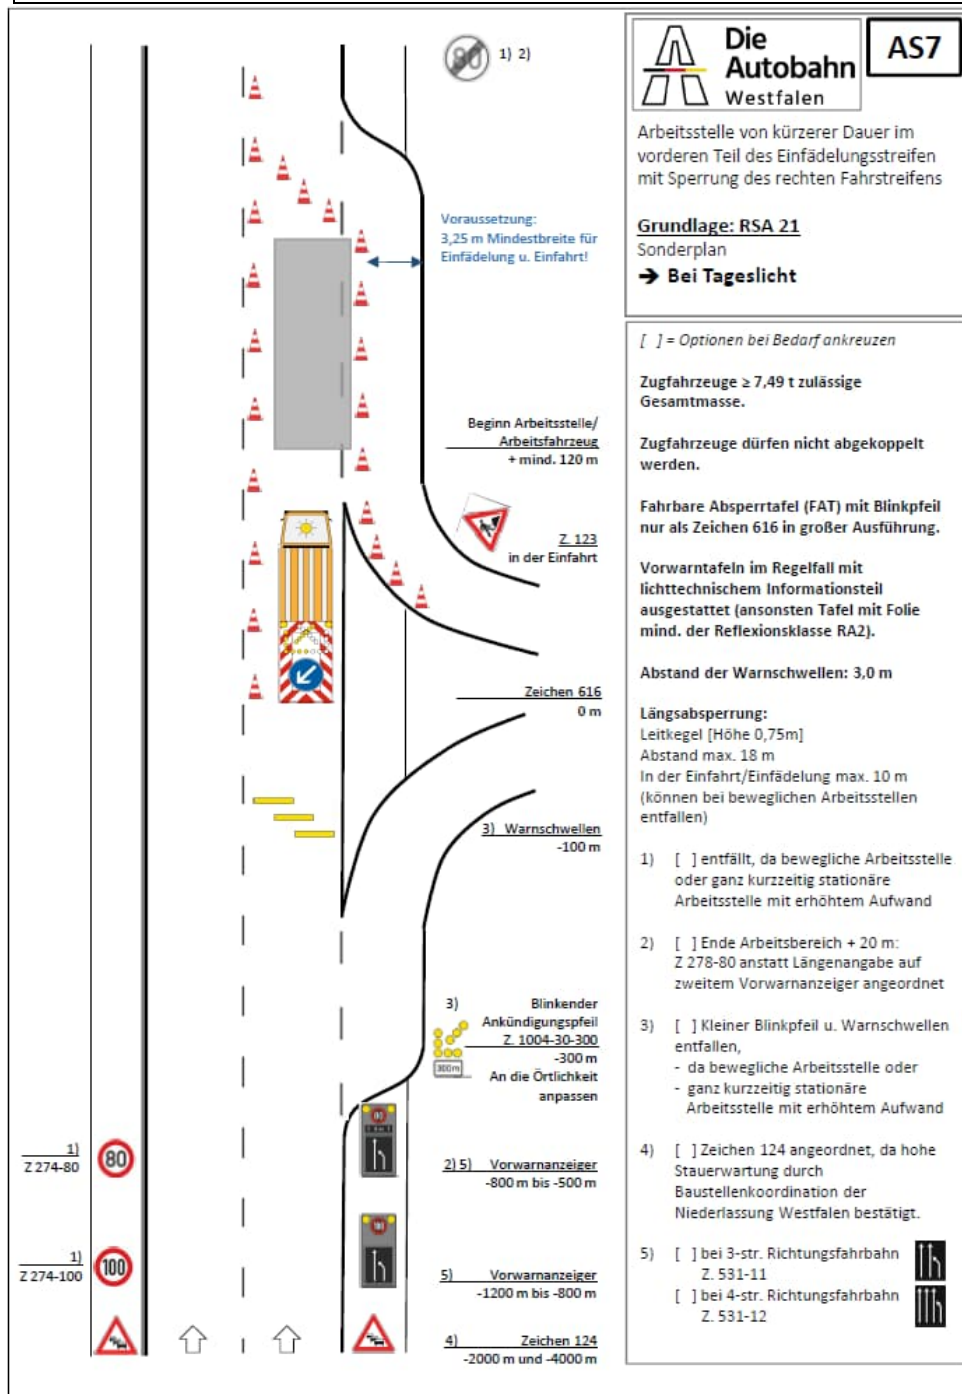 80 1) 2)
Die
Autobahn
Westfalen
AS7
Arbeitsstelle von kürzerer Dauer im
vorderen Teil des Einfädelungsstreifen
mit Sperrung des rechten Fahrstreifens
Grundlage: RSA 21
Sonderplan
➔ Bei Tageslicht
Voraussetzung:
3,25 m Mindestbreite für
Einfädelung u. Einfahrt!
Beginn Arbeitsstelle/
Arbeitsfahrzeug
+ mind. 120 m
Z. 123
in der Einfahrt
Zeichen 616
0 m
3) Warnschwellen
-100 m
3) Blinkender
Ankündigungspfeil
Z. 1004-30-300
-300 m
An die Örtlichkeit
anpassen
300m
1)
Z 274-80
80
80
2) 5) Vorwarnanzeiger
-800 m bis -500 m
1)
Z 274-100
100
100
5) Vorwarnanzeiger
-1200 m bis -800 m
4) Zeichen 124
-2000 m und -4000 m
[ ] = Optionen bei Bedarf ankreuzen
Zugfahrzeuge ≥ 7,49 t zulässige
Gesamtmasse.
Zugfahrzeuge dürfen nicht abgekoppelt
werden.
Fahrbare Absperrtafel (FAT) mit Blinkpfeil
nur als Zeichen 616 in großer Ausführung.
Vorwarntafeln im Regelfall mit
lichttechnischem Informationsteil
ausgestattet (ansonsten Tafel mit Folie
mind. der Reflexionsklasse RA2).
Abstand der Warnschwellen: 3,0 m
Längsabsperrung:
Leitkegel [Höhe 0,75m]
Abstand max. 18 m
In der Einfahrt/Einfädelung max. 10 m
(können bei beweglichen Arbeitsstellen
entfallen)
1) [ ] entfällt, da bewegliche Arbeitsstelle
oder ganz kurzzeitig stationäre
Arbeitsstelle mit erhöhtem Aufwand
2) [ ] Ende Arbeitsbereich + 20 m:
Z 278-80 anstatt Längenangabe auf
zweitem Vorwarnanzeiger angeordnet
3) [ ] Kleiner Blinkpfeil u. Warnschwellen
entfallen,
- da bewegliche Arbeitsstelle oder
- ganz kurzzeitig stationäre
Arbeitsstelle mit erhöhtem Aufwand
4) [ ] Zeichen 124 angeordnet, da hohe
Stauerwartung durch
Baustellenkoordination der
Niederlassung Westfalen bestätigt.
5) [ ] bei 3-str. Richtungsfahrbahn
Z. 531-11
[ ] bei 4-str. Richtungsfahrbahn
Z. 531-12